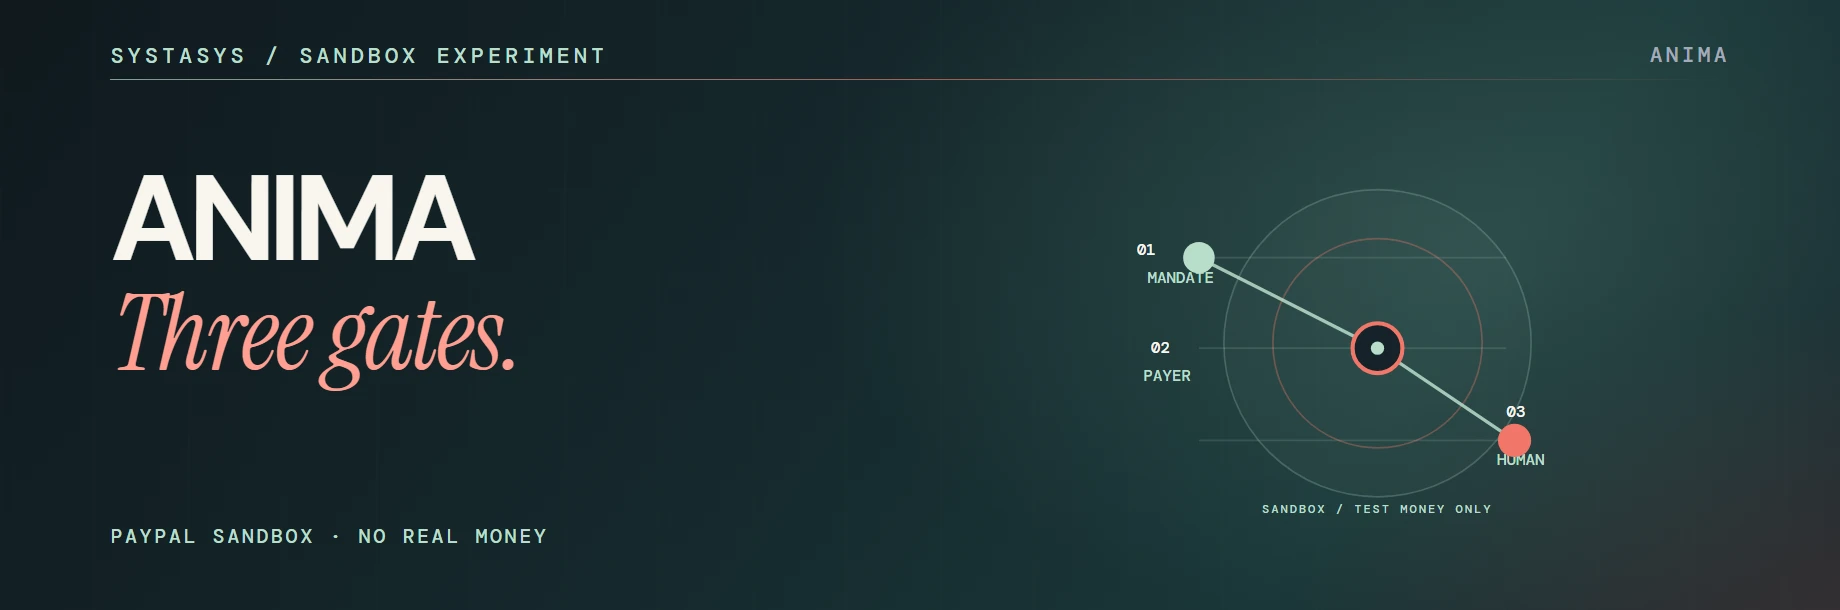 SYSTASYS / SANDBOX EXPERIMENT
ANIMA
ANIMA
Three gates.
01
MANDATE
02
PAYER
03
HUMAN
SANDBOX / TEST MONEY ONLY
PAYPAL SANDBOX · NO REAL MONEY